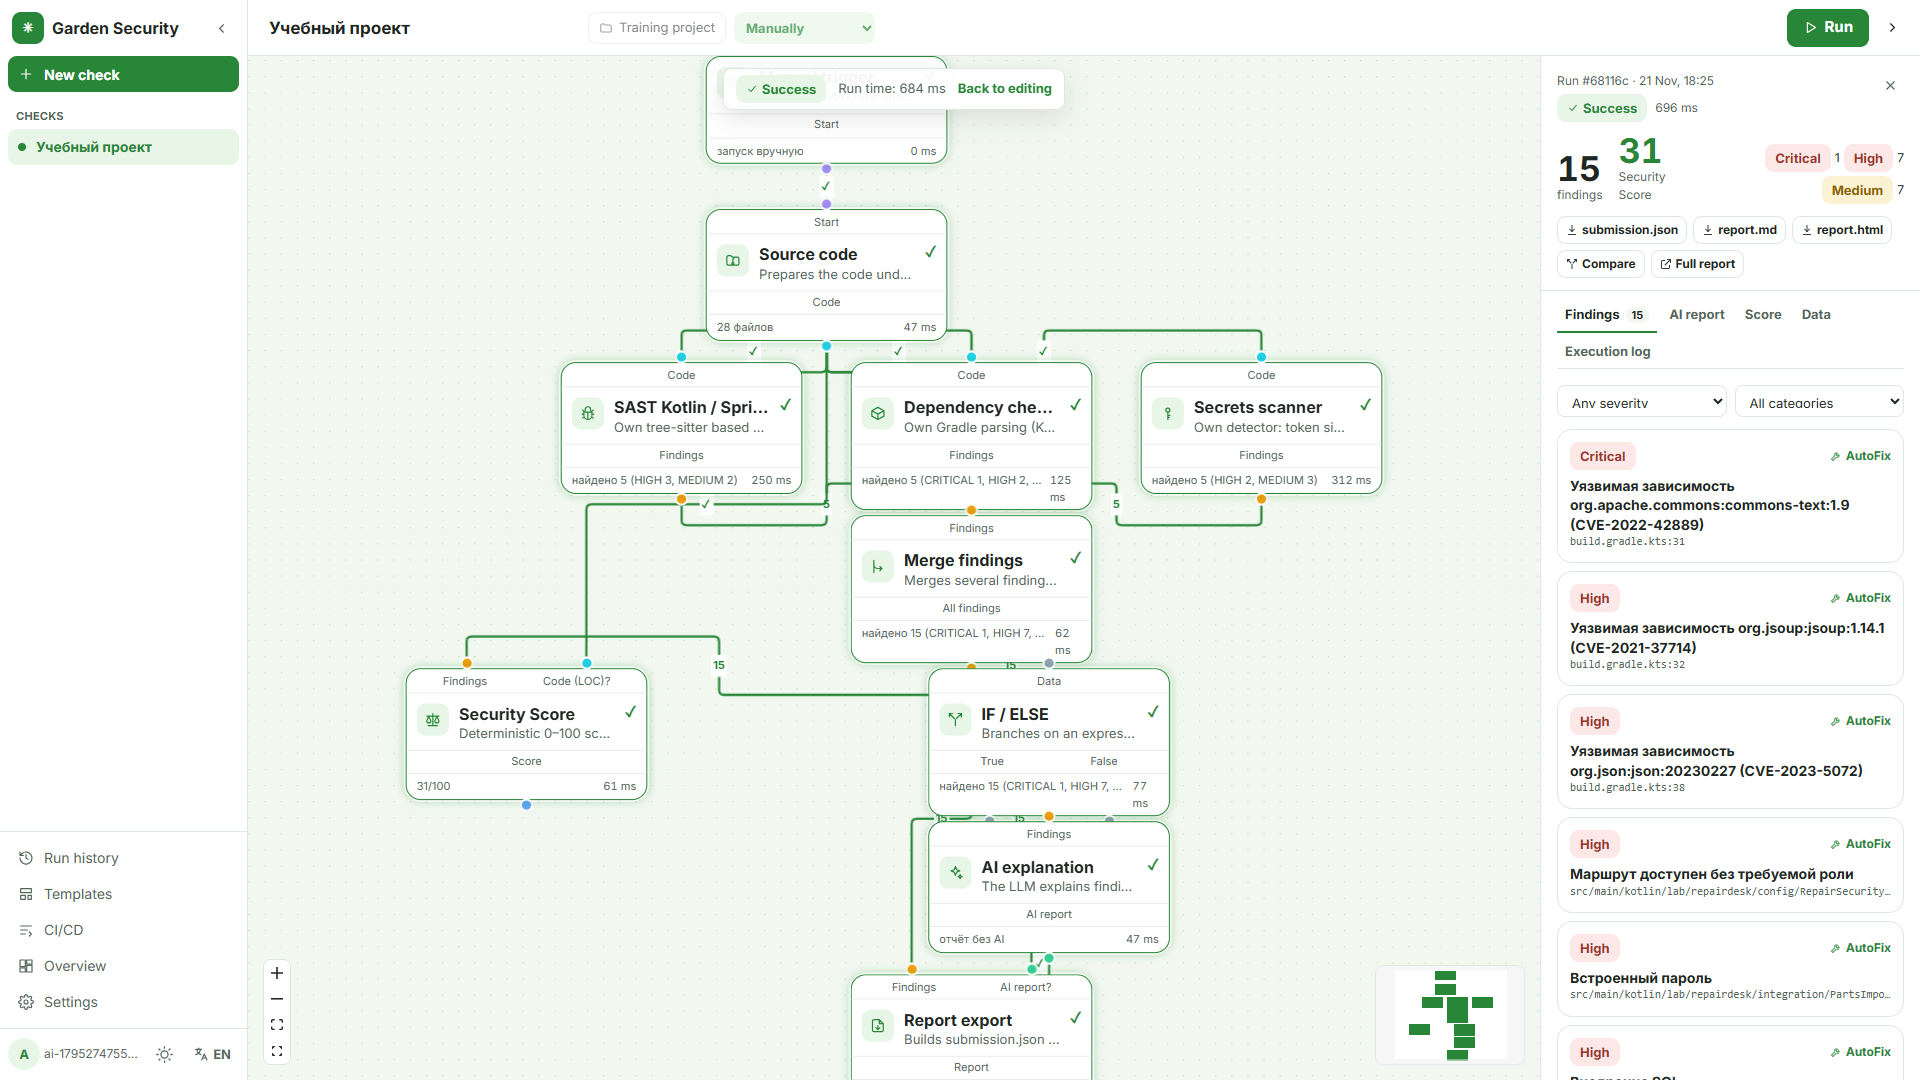 Garden Security
New check
CHECKS
Учебный проект
Run history
Templates
CI/CD
Overview
Settings
A
ai-1795274755...
EN
Учебный проект
Training project
Manually
Run
Success
Run time: 684 ms
Back to editing
Start
запуск вручную
0 ms
Start
Source code
Prepares the code und...
Code
28 файлов
47 ms
Code
SAST Kotlin / Spri...
Own tree-sitter based ...
Findings
найдено 5 (HIGH 3, MEDIUM 2)
250 ms
Code
Dependency che...
Own Gradle parsing (K...
Findings
найдено 5 (CRITICAL 1, HIGH 2, ...
125 ms
Code
Secrets scanner
Own detector: token si...
Findings
найдено 5 (HIGH 2, MEDIUM 3)
312 ms
5
5
Findings
Merge findings
Merges several finding...
All findings
найдено 15 (CRITICAL 1, HIGH 7, ...
62 ms
15
15
Findings
Code (LOC)?
Security Score
Deterministic 0–100 sc...
Score
31/100
61 ms
Data
IF / ELSE
Branches on an expres...
True
False
найдено 15 (CRITICAL 1, HIGH 7, ...
77 ms
15
15
Findings
AI explanation
The LLM explains findi...
AI report
отчёт без AI
47 ms
Findings
AI report?
Report export
Builds submission.json ...
Report
Run #68116c · 21 Nov, 18:25
Success
696 ms
15
findings
31
Security
Score
Critical 1
High 7
Medium 7
submission.json
report.md
report.html
Compare
Full report
Findings 15
AI report
Score
Data
Execution log
Any severity
All categories
Critical
AutoFix
Уязвимая зависимость
org.apache.commons:commons-text:1.9
(CVE-2022-42889)
build.gradle.kts:31
High
AutoFix
Уязвимая зависимость org.jsoup:jsoup:1.14.1
(CVE-2021-37714)
build.gradle.kts:32
High
AutoFix
Уязвимая зависимость
org.json:json:20230227 (CVE-2023-5072)
build.gradle.kts:38
High
AutoFix
Маршрут доступен без требуемой роли
src/main/kotlin/lab/repairdesk/config/RepairSecurity...
High
AutoFix
Встроенный пароль
src/main/kotlin/lab/repairdesk/integration/PartsImpo...
High
AutoFix